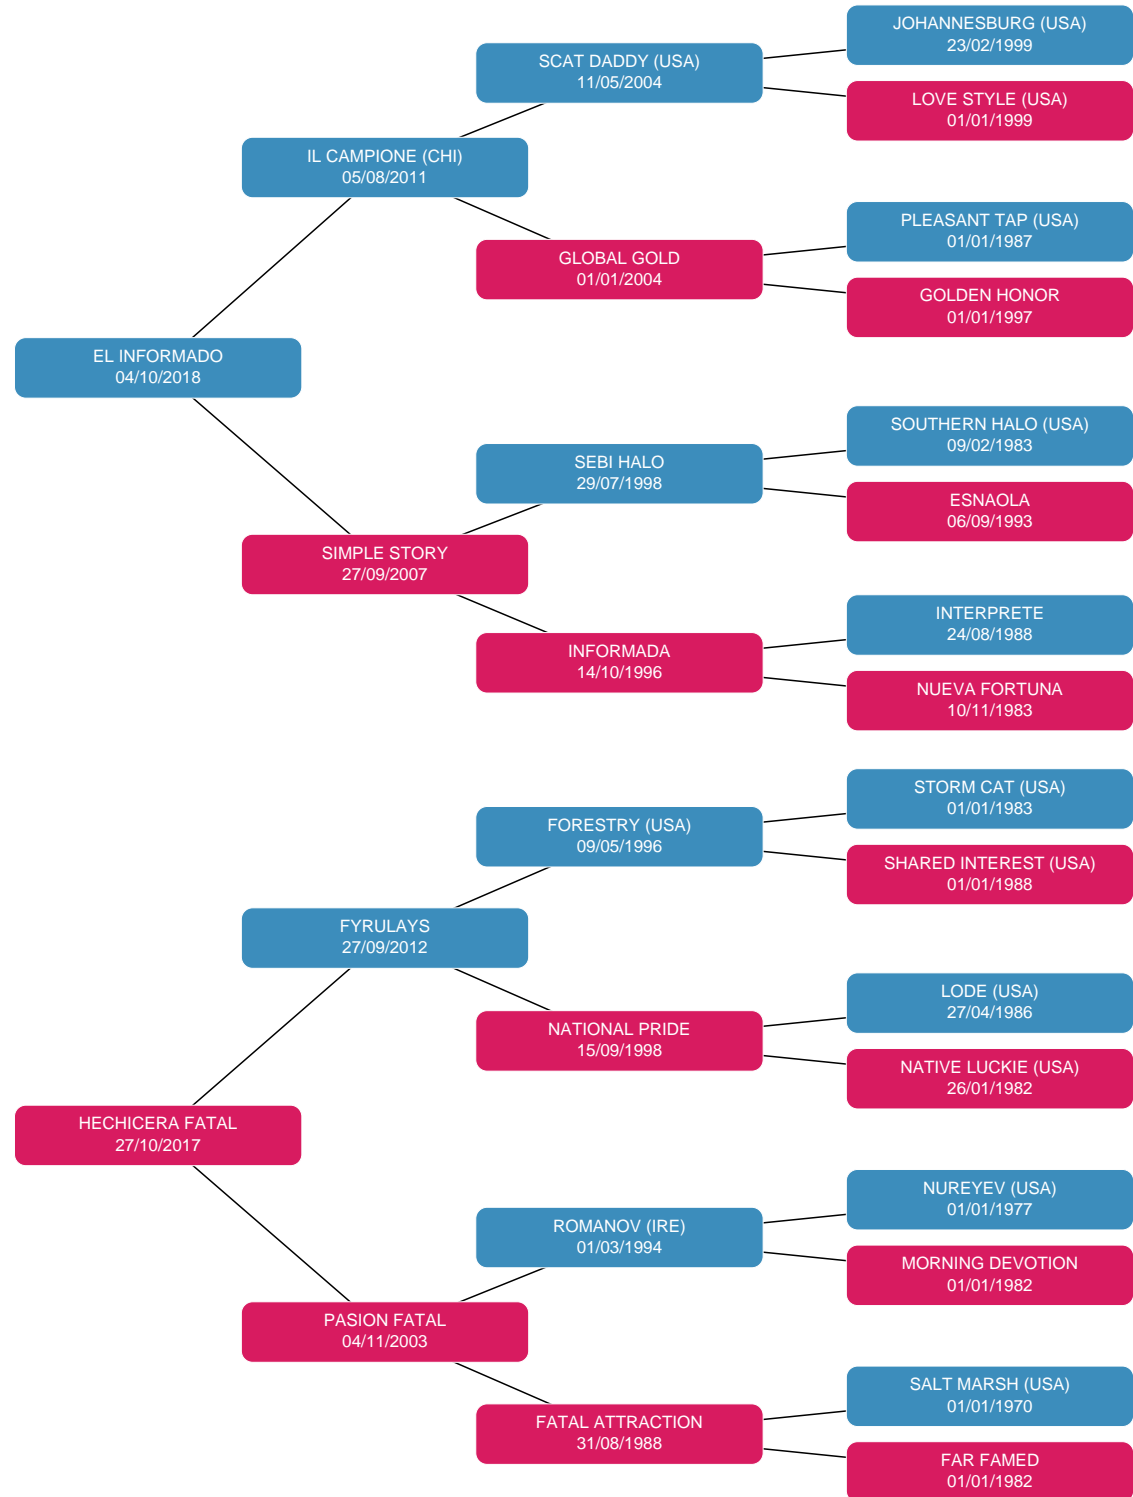 JOHANNESBURG (USA)
23/02/1999
SCAT DADDY (USA)
11/05/2004
LOVE STYLE (USA)
01/01/1999
IL CAMPIONE (CHI)
05/08/2011
PLEASANT TAP (USA)
01/01/1987
GLOBAL GOLD
01/01/2004
GOLDEN HONOR
01/01/1997
EL INFORMADO
04/10/2018
SOUTHERN HALO (USA)
09/02/1983
SEBI HALO
29/07/1998
ESNAOLA
06/09/1993
SIMPLE STORY
27/09/2007
INTERPRETE
24/08/1988
INFORMADA
14/10/1996
NUEVA FORTUNA
10/11/1983
STORM CAT (USA)
01/01/1983
FORESTRY (USA)
09/05/1996
SHARED INTEREST (USA)
01/01/1988
FYRULAYS
27/09/2012
LODE (USA)
27/04/1986
NATIONAL PRIDE
15/09/1998
NATIVE LUCKIE (USA)
26/01/1982
HECHICERA FATAL
27/10/2017
NUREYEV (USA)
01/01/1977
ROMANOV (IRE)
01/03/1994
MORNING DEVOTION
01/01/1982
PASION FATAL
04/11/2003
SALT MARSH (USA)
01/01/1970
FATAL ATTRACTION
31/08/1988
FAR FAMED
01/01/1982